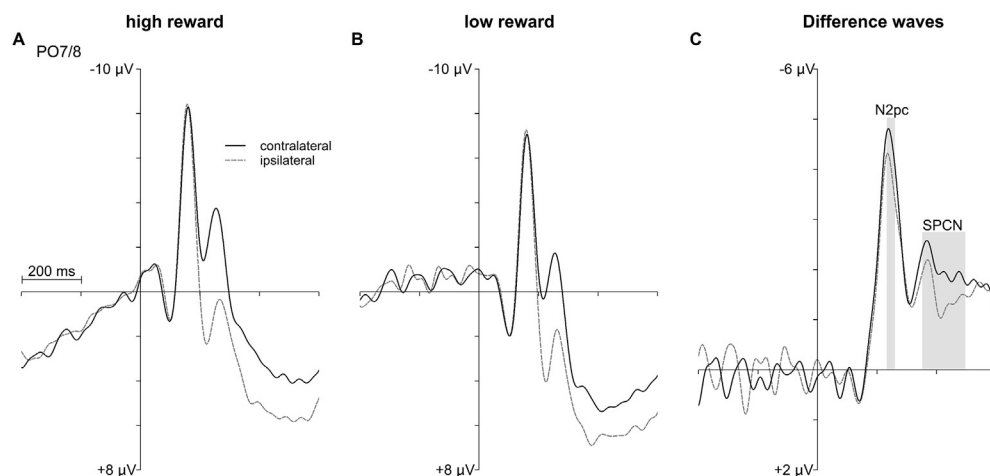 high reward
low reward
Difference waves
A
B
C
PO7/8
-10 µV
-10 µV
-6 µV
N2pc
contralateral
ipsilateral
SPCN
200 ms
+8 µV
+8 µV
+2 µV